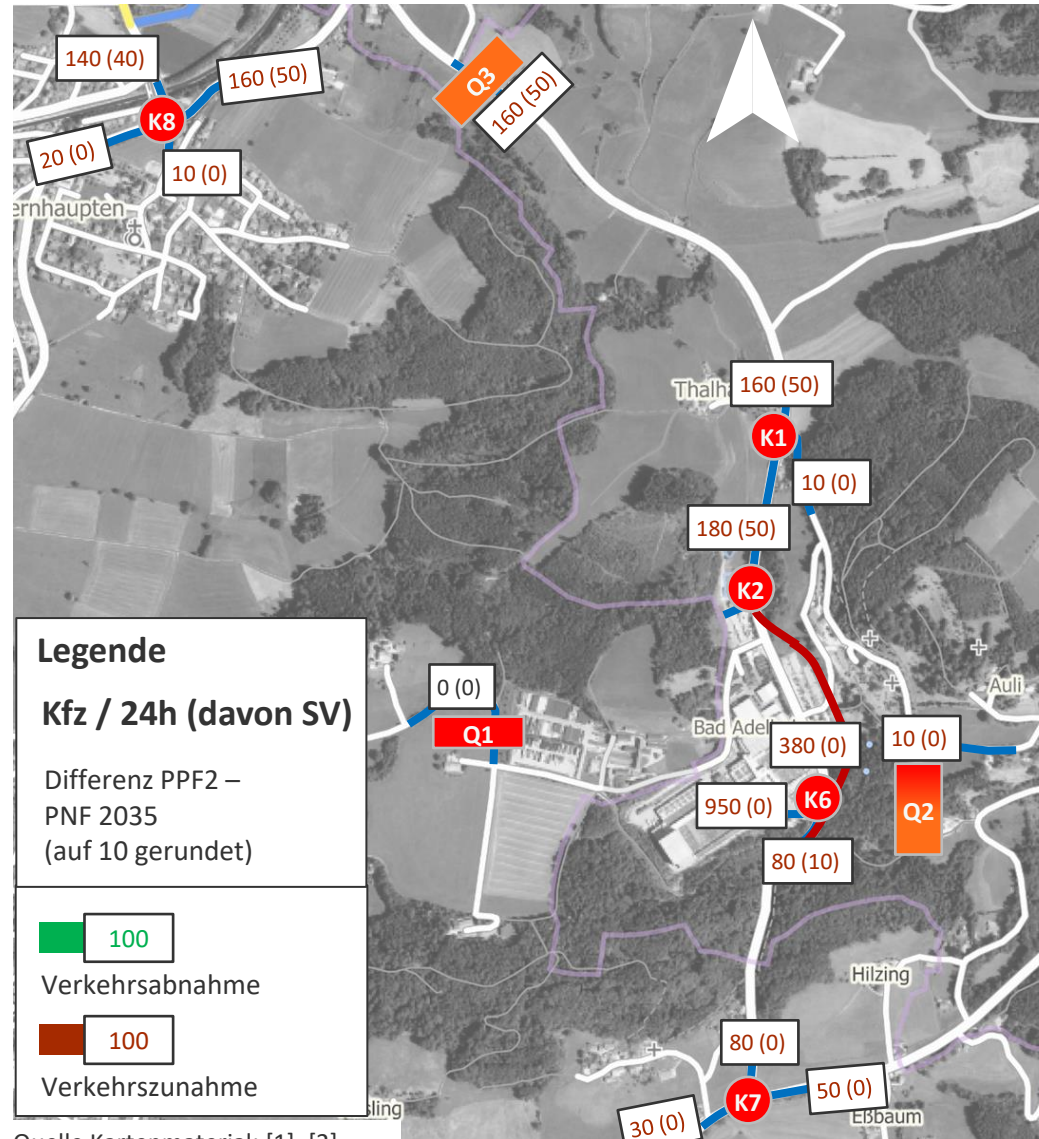 140 (40)
160 (50)
K8
20 (0)
10 (0)
ernhaupten
Q3
160 (50)
Thalh
160 (50)
K1
10 (0)
180 (50)
K2
Auli
0 (0)
Q1
Bad Adel
380 (0)
10 (0)
950 (0)
K6
Q2
80 (10)
Hilzing
80 (0)
50 (0)
K7
Eßbaum
30 (0)
sling
Legende
Kfz / 24h (davon SV)
Differenz PPF2 –
PNF 2035
(auf 10 gerundet)
100
Verkehrsabnahme
100
Verkehrszunahme
Quelle Kartenmaterial: [1], [2]